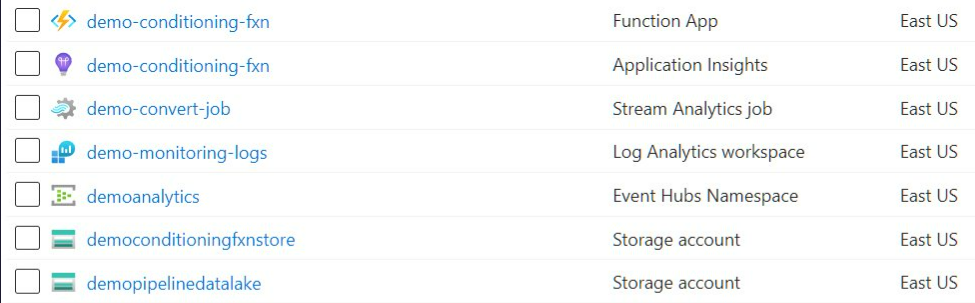 demo-conditioning-fxn Function App East US
demo-conditioning-fxn Application Insights East US
demo-convert-job Stream Analytics job East US
demo-monitoring-logs Log Analytics workspace East US
demoanalytics Event Hubs Namespace East US
democonditioningfxnstore Storage account East US
demopipelinedatalake Storage account East US